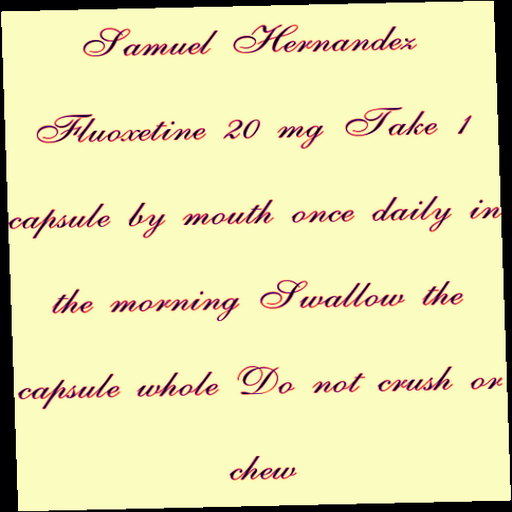 Samuel Hernandez
Fluoxetine 20 mg Take 1
capsule by mouth once daily in
the morning Swallow the
capsule whole Do not crush or
chew